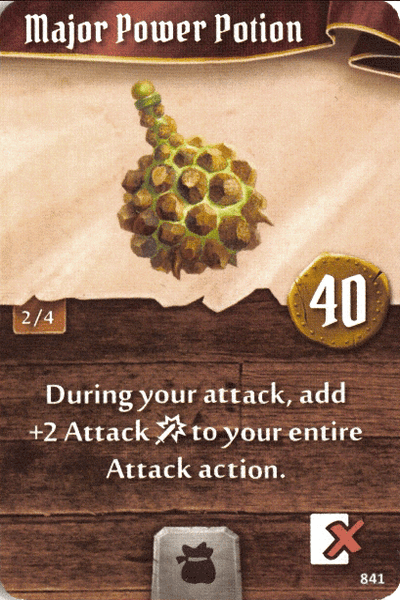 Major Power Potion
40
2/4
During your attack, add
+2 Attack to your entire
Attack action.
841